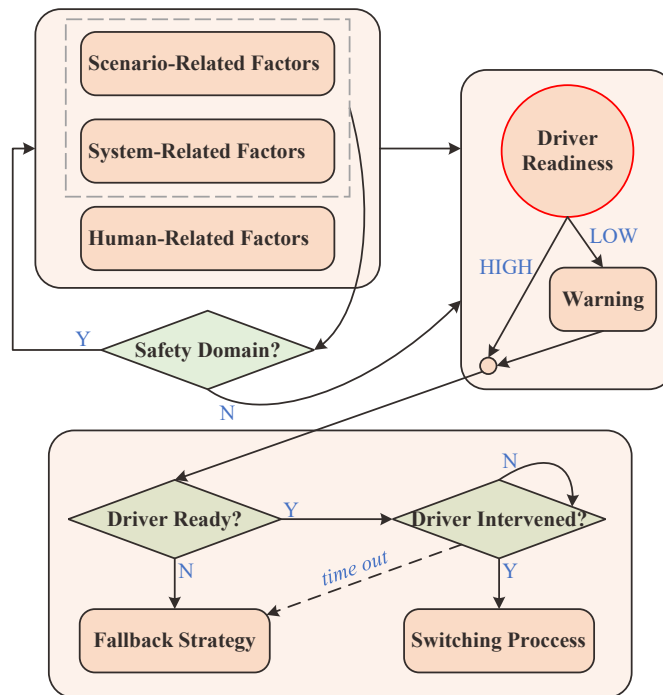 Scenario-Related Factors
System-Related Factors
Human-Related Factors
Driver
Readiness
HIGH
LOW
Warning
Y
Safety Domain?
N
Driver Ready?
Y
N
Driver Intervened?
N
time out
Y
Fallback Strategy
Switching Proccess